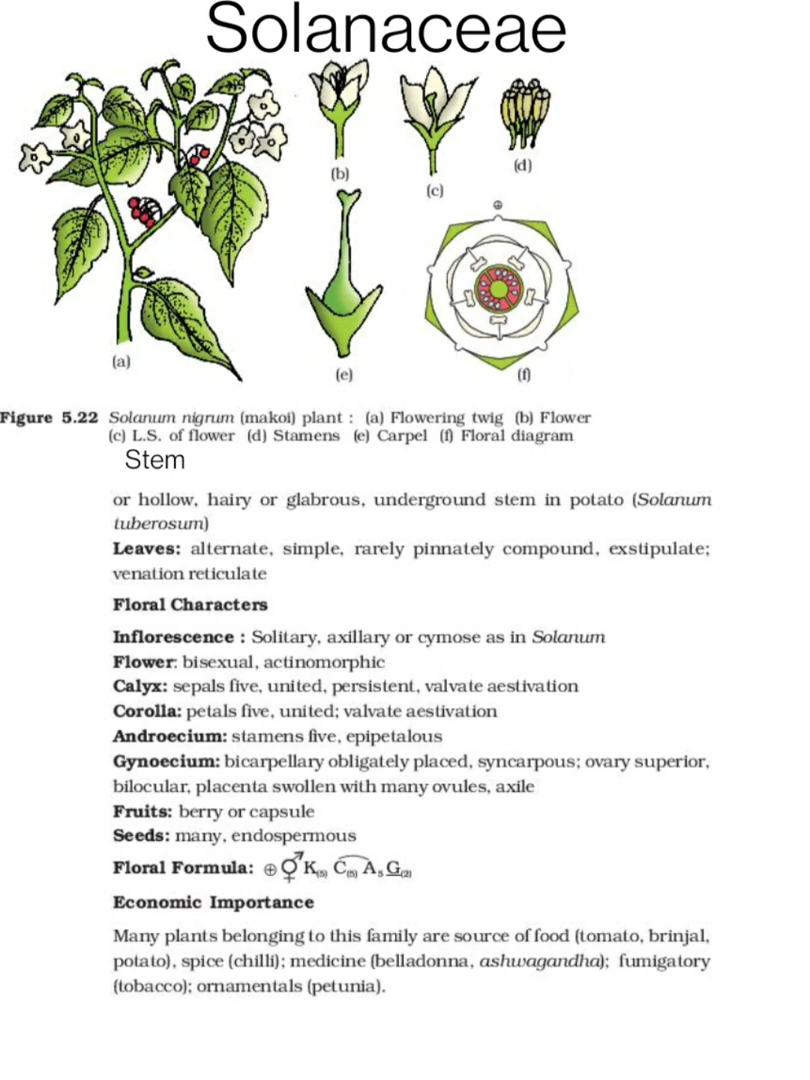 Solanaceae
(b)
(c)
(d)
(a)
(e)
(f)
Figure 5.22 Solanum nigrum (makoi) plant : (a) Flowering twig (b) Flower
(c) L.S. of flower (d) Stamens (e) Carpel (f) Floral diagram
Stem
or hollow, hairy or glabrous, underground stem in potato (Solanum
tuberosum)
Leaves: alternate, simple, rarely pinnately compound, exstipulate;
venation reticulate
Floral Characters
Inflorescence : Solitary, axillary or cymose as in Solanum
Flower: bisexual, actinomorphic
Calyx: sepals five, united, persistent, valvate aestivation
Corolla: petals five, united; valvate aestivation
Androecium: stamens five, epipetalous
Gynoecium: bicarpellary obligately placed, syncarpous; ovary superior,
bilocular, placenta swollen with many ovules, axile
Fruits: berry or capsule
Seeds: many, endospermous
Floral Formula: ⊕ ⚥ K₍₅₎ C₍₅₎ A₅ G₍₂₎
Economic Importance
Many plants belonging to this family are source of food (tomato, brinjal,
potato), spice (chilli); medicine (belladonna, ashwagandha); fumigatory
(tobacco); ornamentals (petunia).